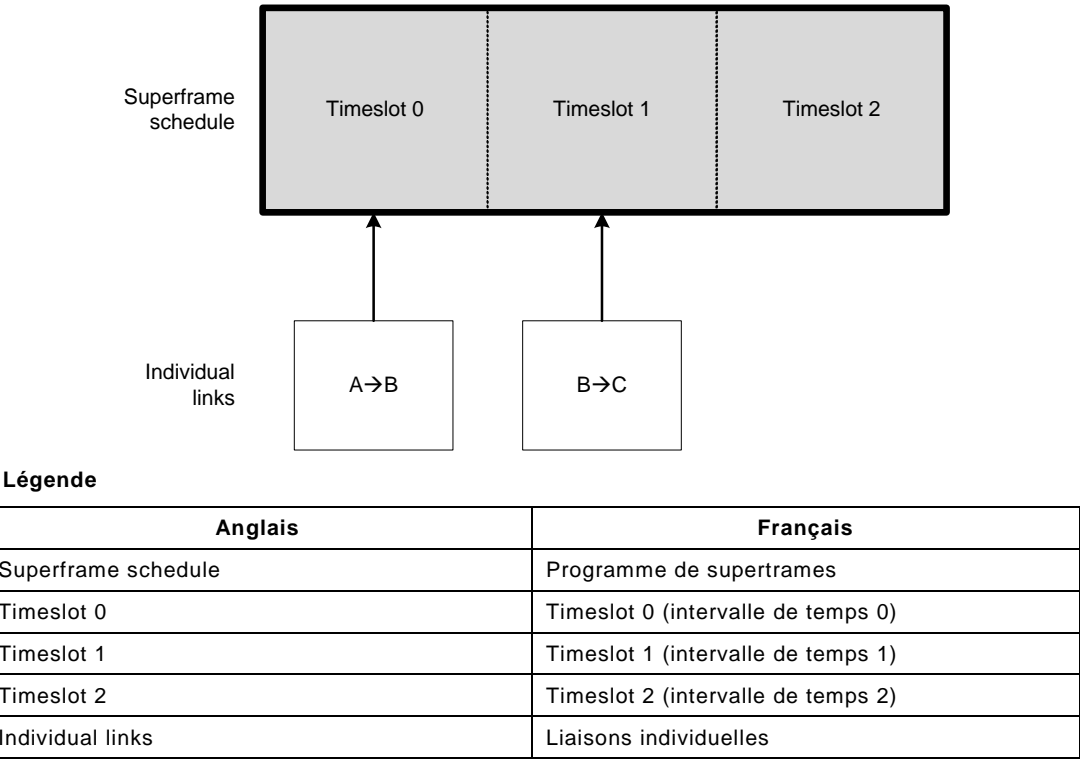 Superframe
schedule
Timeslot 0
Timeslot 1
Timeslot 2
Individual
links
A→B
B→C
Légende
Anglais Français
Superframe schedule Programme de supertrames
Timeslot 0 Timeslot 0 (intervalle de temps 0)
Timeslot 1 Timeslot 1 (intervalle de temps 1)
Timeslot 2 Timeslot 2 (intervalle de temps 2)
Individual links Liaisons individuelles